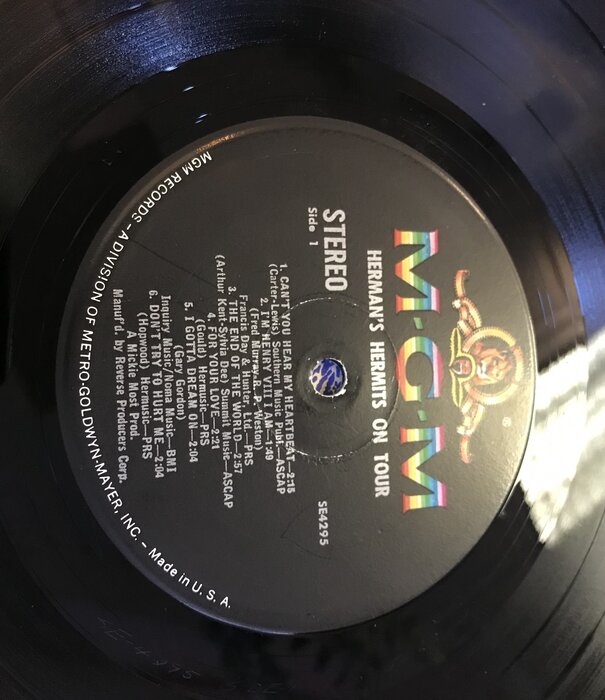 M·G·M
®
HERMAN'S HERMITS ON TOUR
STEREO
Side 1
SE4295
1. CAN'T YOU HEAR MY HEARTBEAT—2:15
(Carter-Lewis) Southern Music Publ.—ASCAP
2. I'M HENRY VIII, I AM—1:49
(Fred Murray-R. P. Weston)
Francis Day & Hunter, Ltd.—PRS
3. THE END OF THE WORLD—2:57
(Arthur Kent-Sylvia Dee) Summit Music—ASCAP
4. FOR YOUR LOVE—2:21
(Gould) Hermusic—PRS
5. I GOTTA DREAM ON—2:04
(Gary Gordon)
Inquiry Music/Ajax Music—BMI
6. DON'T TRY TO HURT ME—2:04
(Hopwood) Hermusic—PRS
A Mickie Most Prod.
Manuf'd. by Reverse Producers Corp.
MGM RECORDS – A DIVISION OF METRO-GOLDWYN-MAYER, INC. – Made in U. S. A.